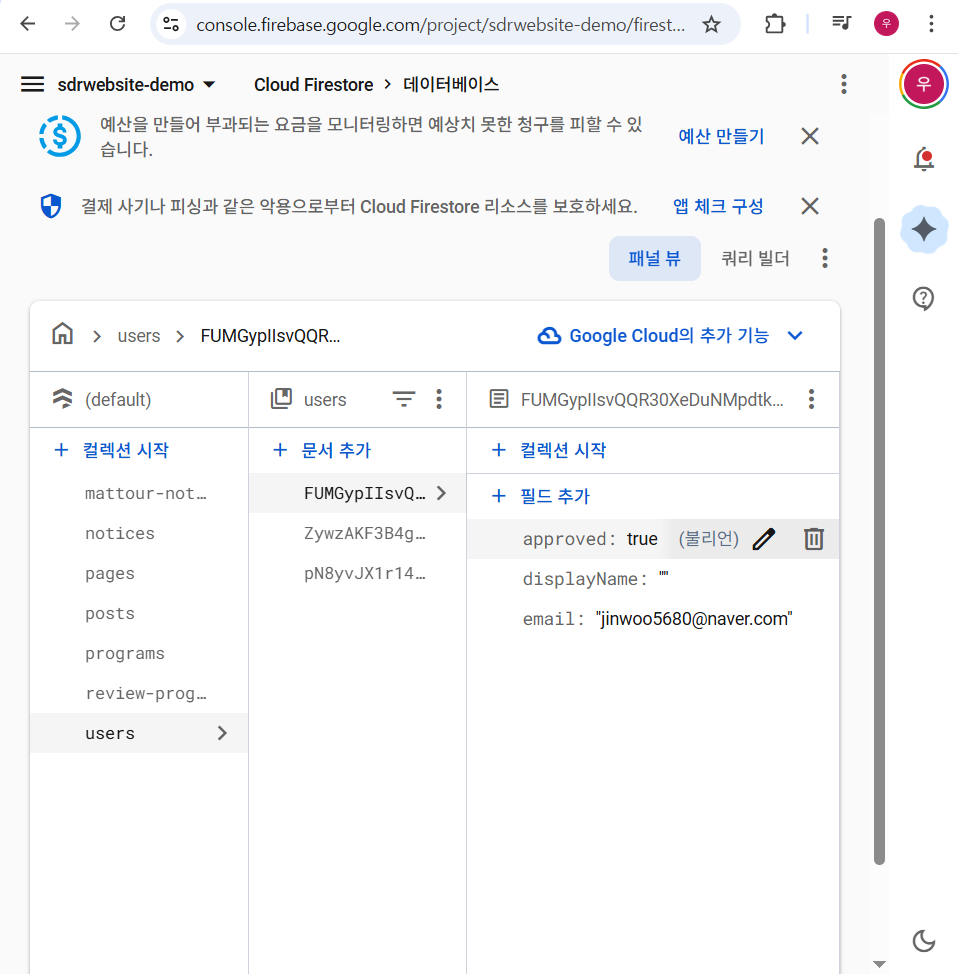 console.firebase.google.com/project/sdrwebsite-demo/firest...
우
sdrwebsite-demo
Cloud Firestore > 데이터베이스
우
예산을 만들어 부과되는 요금을 모니터링하면 예상치 못한 청구를 피할 수 있
습니다.
예산 만들기
결제 사기나 피싱과 같은 악용으로부터 Cloud Firestore 리소스를 보호하세요.
앱 체크 구성
패널 뷰
쿼리 빌더
users
FUMGypIIsvQQR...
Google Cloud의 추가 기능
(default)
users
FUMGypIIsvQQR30XeDuNMpdtk...
+ 컬렉션 시작
+ 문서 추가
+ 컬렉션 시작
mattour-not...
notices
pages
posts
programs
review-prog...
users
FUMGypIIsvQ...
ZywzAKF3B4g...
pN8yvJX1r14...
+ 필드 추가
approved: true (불리언)
displayName: ""
email: "jinwoo5680@naver.com"